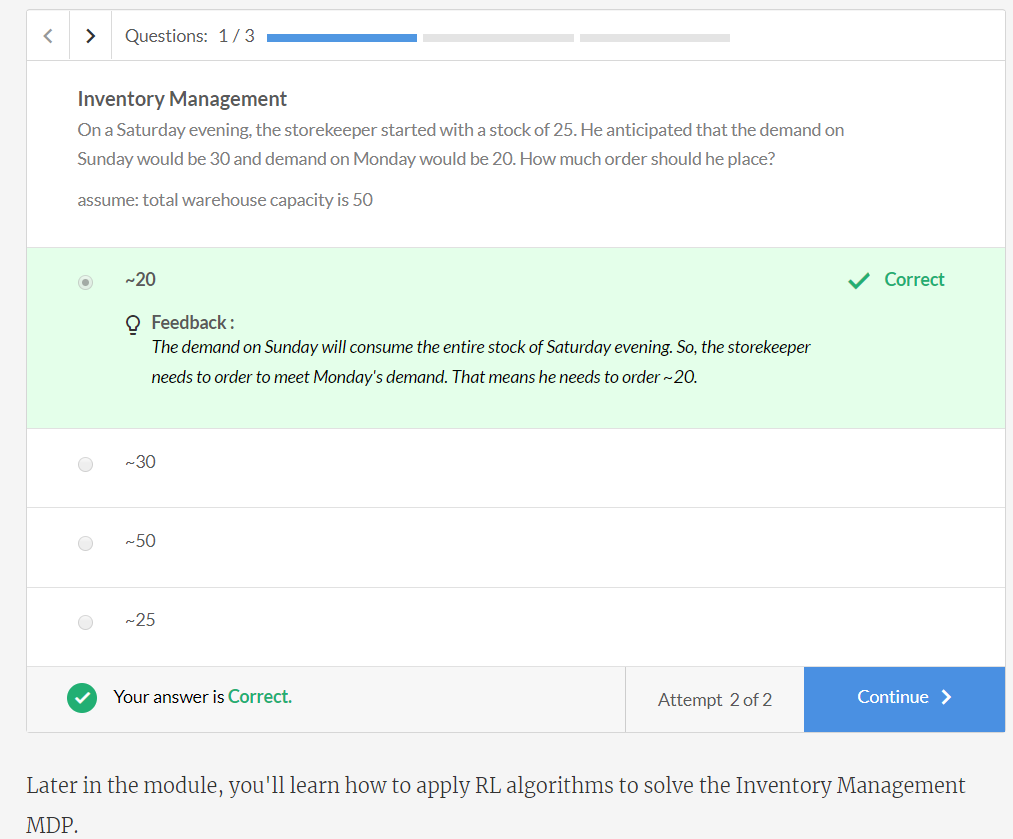 Questions: 1 / 3
Inventory Management
On a Saturday evening, the storekeeper started with a stock of 25. He anticipated that the demand on
Sunday would be 30 and demand on Monday would be 20. How much order should he place?
assume: total warehouse capacity is 50
~20
Correct
Feedback :
The demand on Sunday will consume the entire stock of Saturday evening. So, the storekeeper
needs to order to meet Monday's demand. That means he needs to order ~20.
~30
~50
~25
Your answer is Correct.
Attempt 2 of 2
Continue
Later in the module, you'll learn how to apply RL algorithms to solve the Inventory Management
MDP.